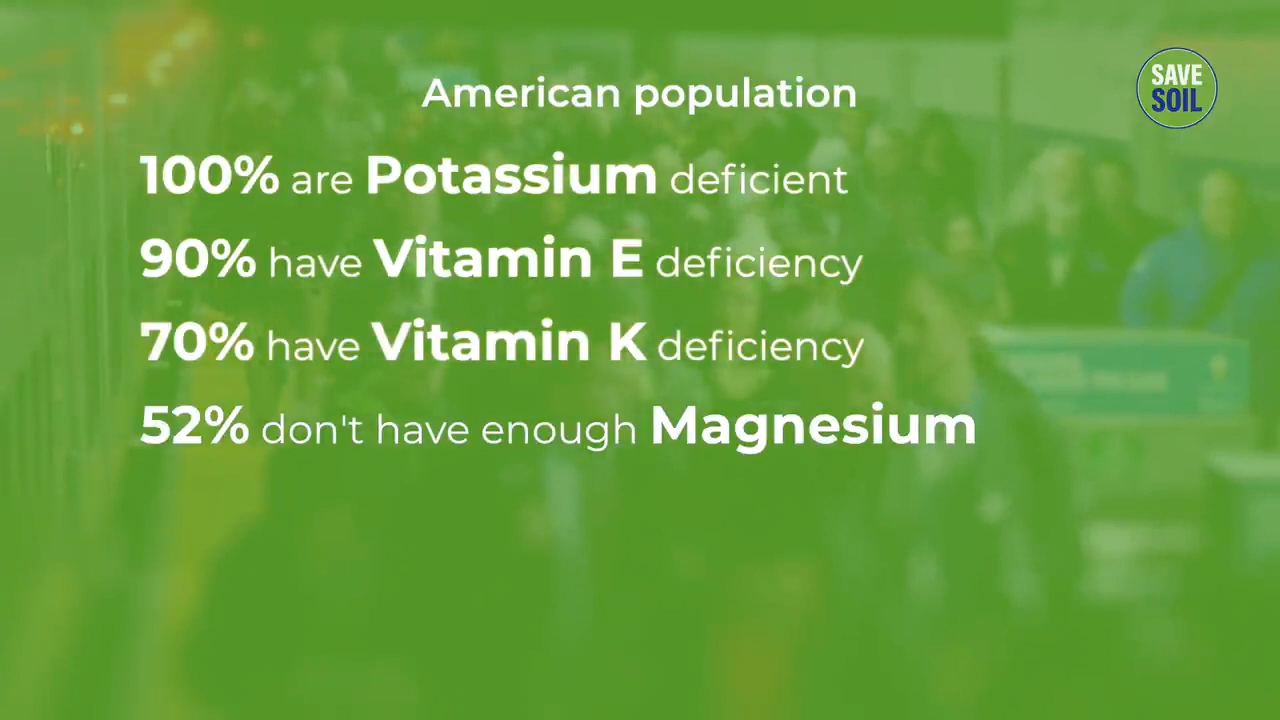 American population
SAVE
SOIL
100% are Potassium deficient
90% have Vitamin E deficiency
70% have Vitamin K deficiency
52% don't have enough Magnesium